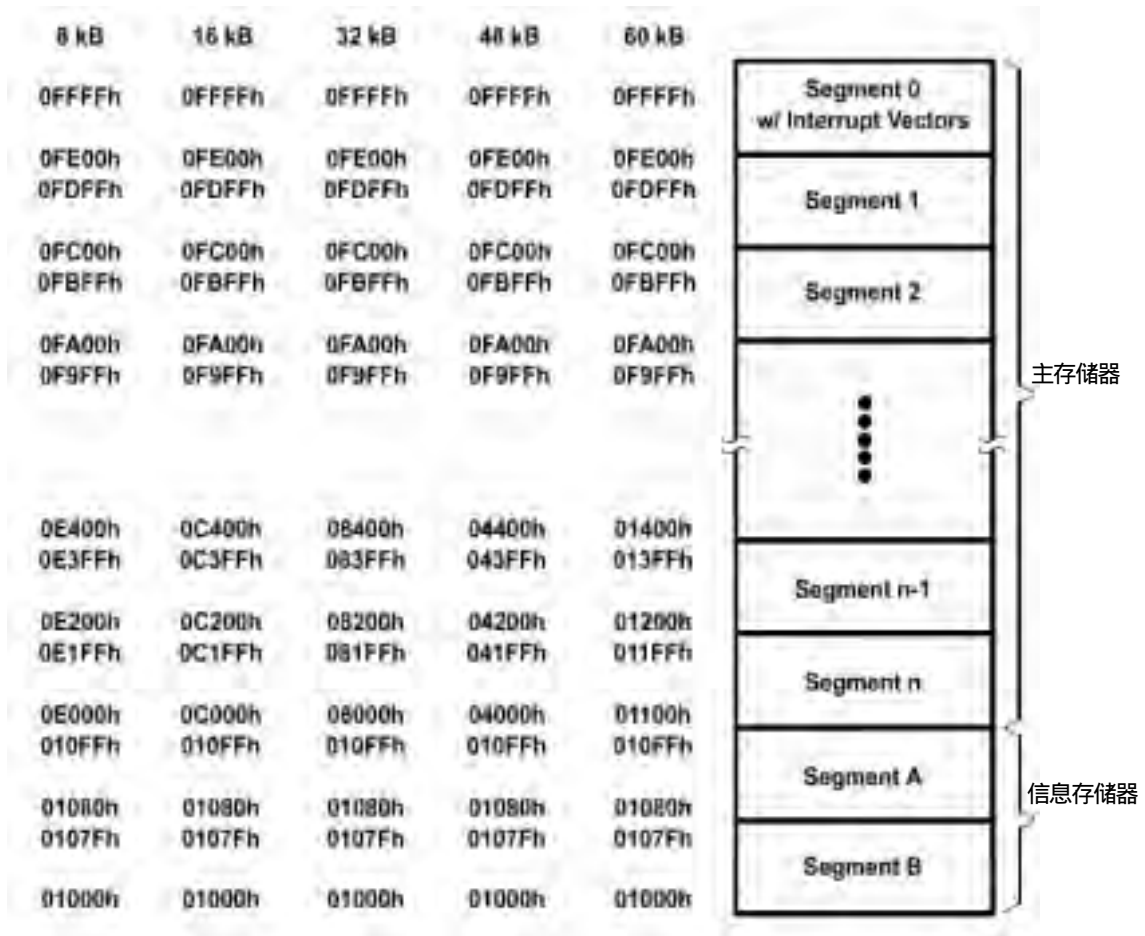 8 kB 16 kB 32 kB 48 kB 60 kB
0FFFFh 0FFFFh 0FFFFh 0FFFFh 0FFFFh
Segment 0
w/ Interrupt Vectors
0FE00h 0FE00h 0FE00h 0FE00h 0FE00h
0FDFFh 0FDFFh 0FDFFh 0FDFFh 0FDFFh
Segment 1
0FC00h 0FC00h 0FC00h 0FC00h 0FC00h
0FBFFh 0FBFFh 0FBFFh 0FBFFh 0FBFFh
Segment 2
0FA00h 0FA00h 0FA00h 0FA00h 0FA00h
0F9FFh 0F9FFh 0F9FFh 0F9FFh 0F9FFh
主存储器
0E400h 0C400h 08400h 04400h 01400h
0E3FFh 0C3FFh 083FFh 043FFh 013FFh
Segment n-1
0E200h 0C200h 08200h 04200h 01200h
0E1FFh 0C1FFh 081FFh 041FFh 011FFh
Segment n
0E000h 0C000h 08000h 04000h 01100h
010FFh 010FFh 010FFh 010FFh 010FFh
Segment A
信息存储器
01080h 01080h 01080h 01080h 01080h
0107Fh 0107Fh 0107Fh 0107Fh 0107Fh
Segment B
01000h 01000h 01000h 01000h 01000h